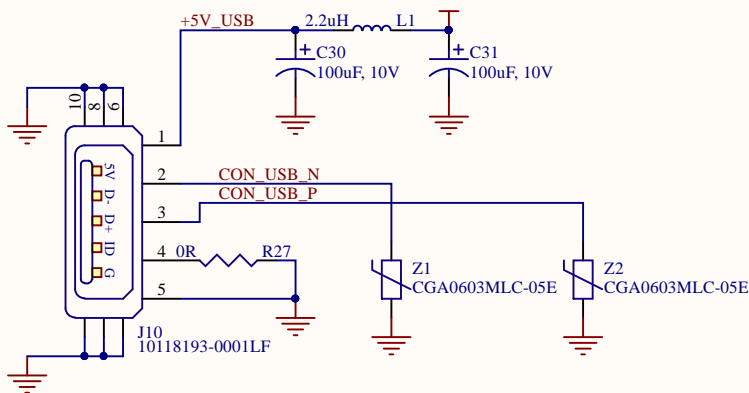 +5V_USB
2.2uH
L1
C30
100uF, 10V
C31
100uF, 10V
10
8
6
1
2
CON_USB_N
CON_USB_P
3
5V
D-
D+
ID
G
4
0R
R27
5
Z1
CGA0603MLC-05E
Z2
CGA0603MLC-05E
J10
10118193-0001LF